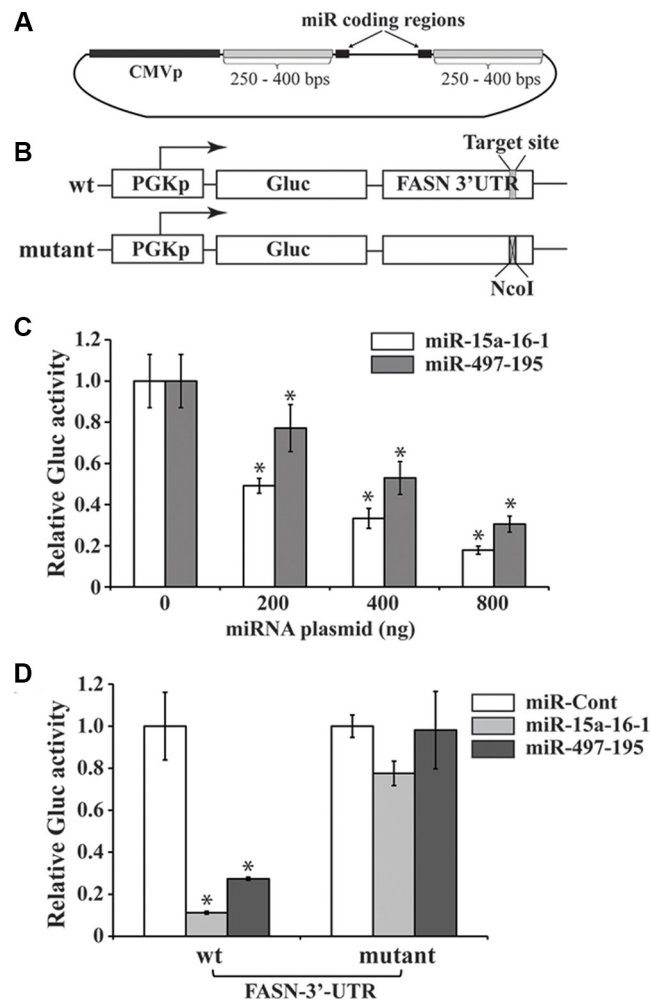 A
miR coding regions
CMVp
250 - 400 bps
250 - 400 bps
B
Target site
wt
PGKp
Gluc
FASN 3'UTR
mutant
PGKp
Gluc
NcoI
C
Relative Gluc activity
1.2
1.0
0.8
0.6
0.4
0.2
0
miR-15a-16-1
miR-497-195
* * * * * *
0 200 400 800
miRNA plasmid (ng)
D
Relative Gluc activity
1.2
1.0
0.8
0.6
0.4
0.2
0
miR-Cont
miR-15a-16-1
miR-497-195
* *
wt mutant
FASN-3'-UTR